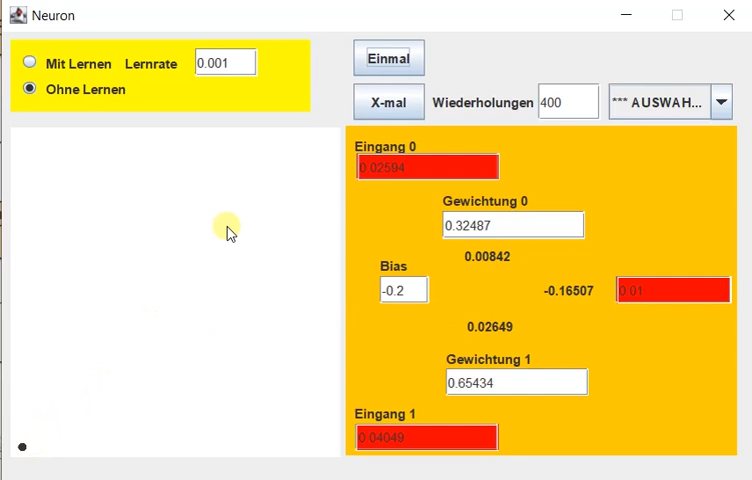 Neuron
Mit Lernen Lernrate 0.001
Ohne Lernen
Einmal
X-mal Wiederholungen 400 *** AUSWAH...
Eingang 0
0.02594
Gewichtung 0
0.32487
0.00842
Bias
-0.2 -0.16507 0.01
0.02649
Gewichtung 1
0.65434
Eingang 1
0.04049